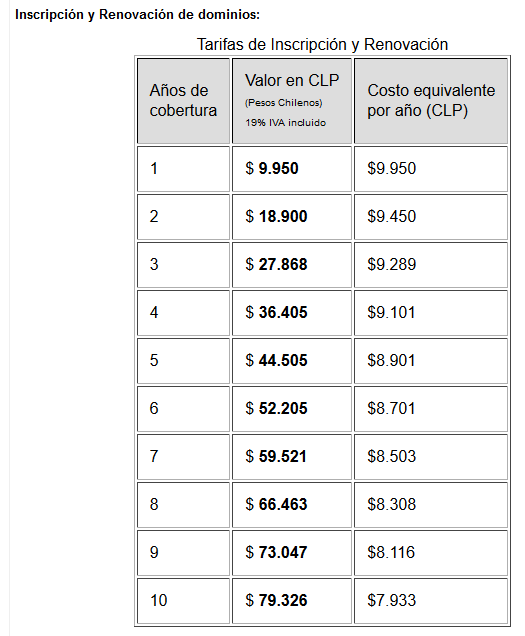 Inscripción y Renovación de dominios:
Tarifas de Inscripción y Renovación
Años de cobertura | Valor en CLP (Pesos Chilenos) 19% IVA incluido | Costo equivalente por año (CLP)
1 | $ 9.950 | $9.950
2 | $ 18.900 | $9.450
3 | $ 27.868 | $9.289
4 | $ 36.405 | $9.101
5 | $ 44.505 | $8.901
6 | $ 52.205 | $8.701
7 | $ 59.521 | $8.503
8 | $ 66.463 | $8.308
9 | $ 73.047 | $8.116
10 | $ 79.326 | $7.933